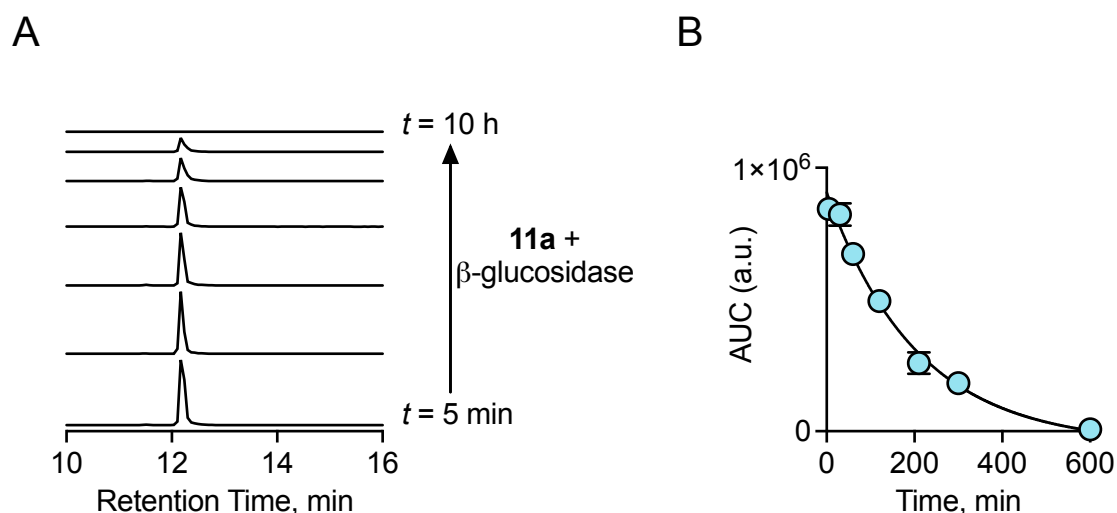 A
B
t = 10 h
11a +
β-glucosidase
t = 5 min
10 12 14 16
Retention Time, min
1×10⁶
AUC (a.u.)
0
0 200 400 600
Time, min